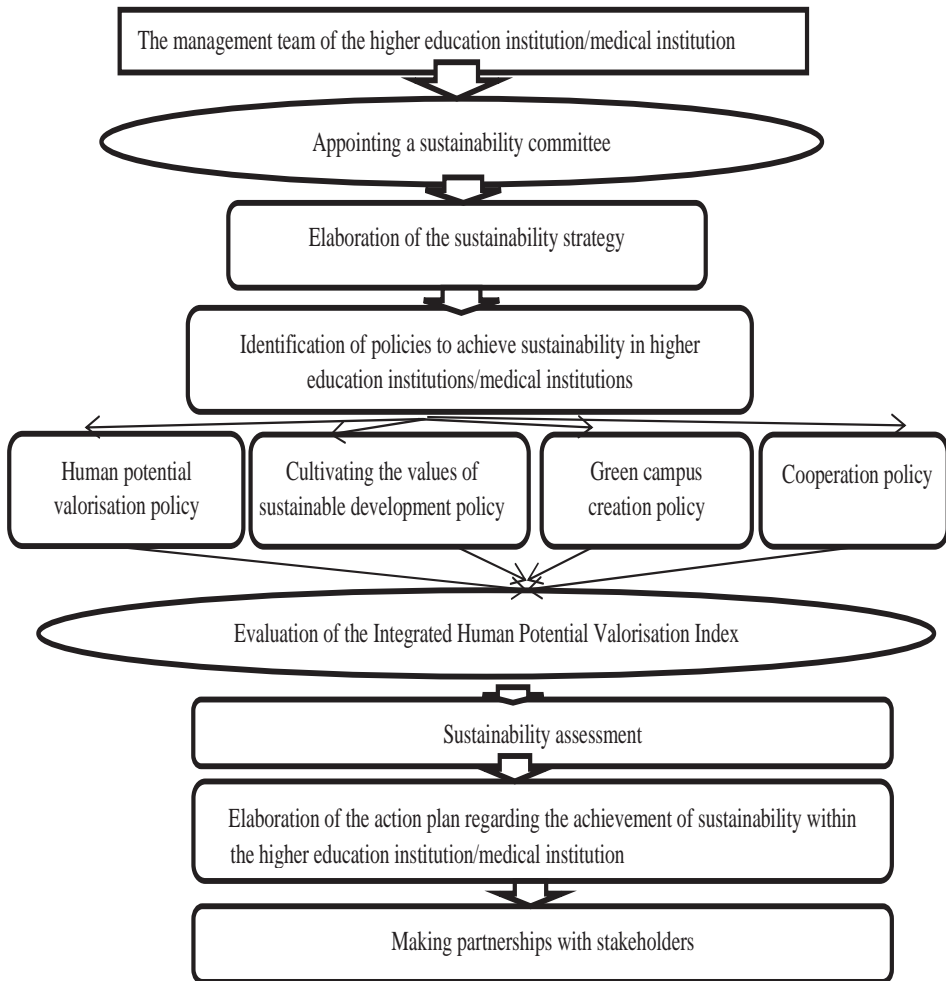 The management team of the higher education institution/medical institution
Appointing a sustainability committee
Elaboration of the sustainability strategy
Identification of policies to achieve sustainability in higher
education institutions/medical institutions
Human potential
valorisation policy
Cultivating the values of
sustainable development policy
Green campus
creation policy
Cooperation policy
Evaluation of the Integrated Human Potential Valorisation Index
Sustainability assessment
Elaboration of the action plan regarding the achievement of sustainability within
the higher education institution/medical institution
Making partnerships with stakeholders